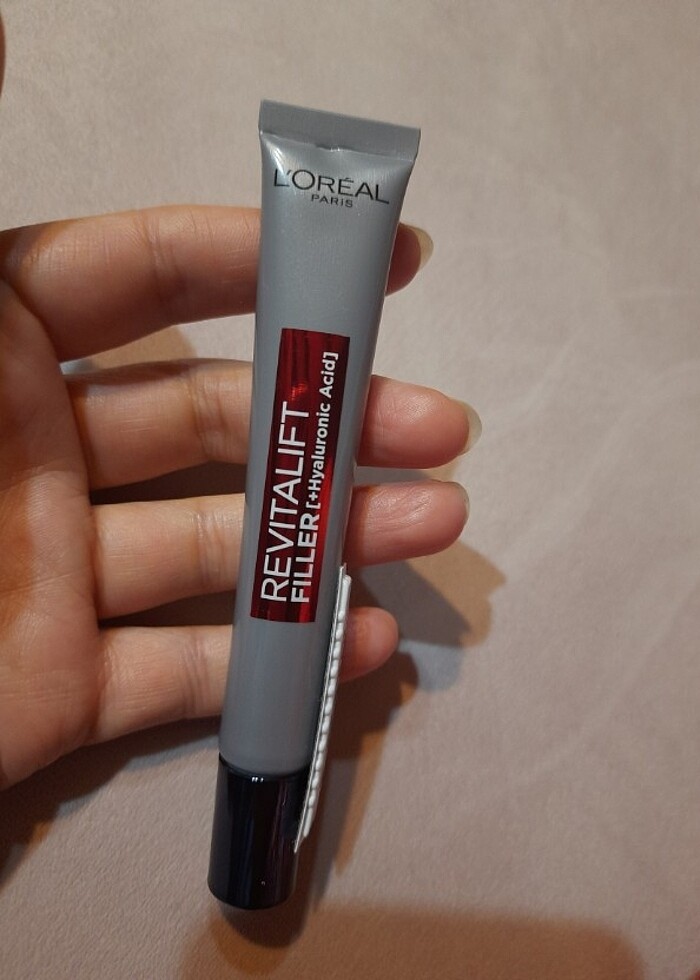 L'ORÉAL
PARIS
REVITALIFT
FILLER [+Hyaluronic Acid]